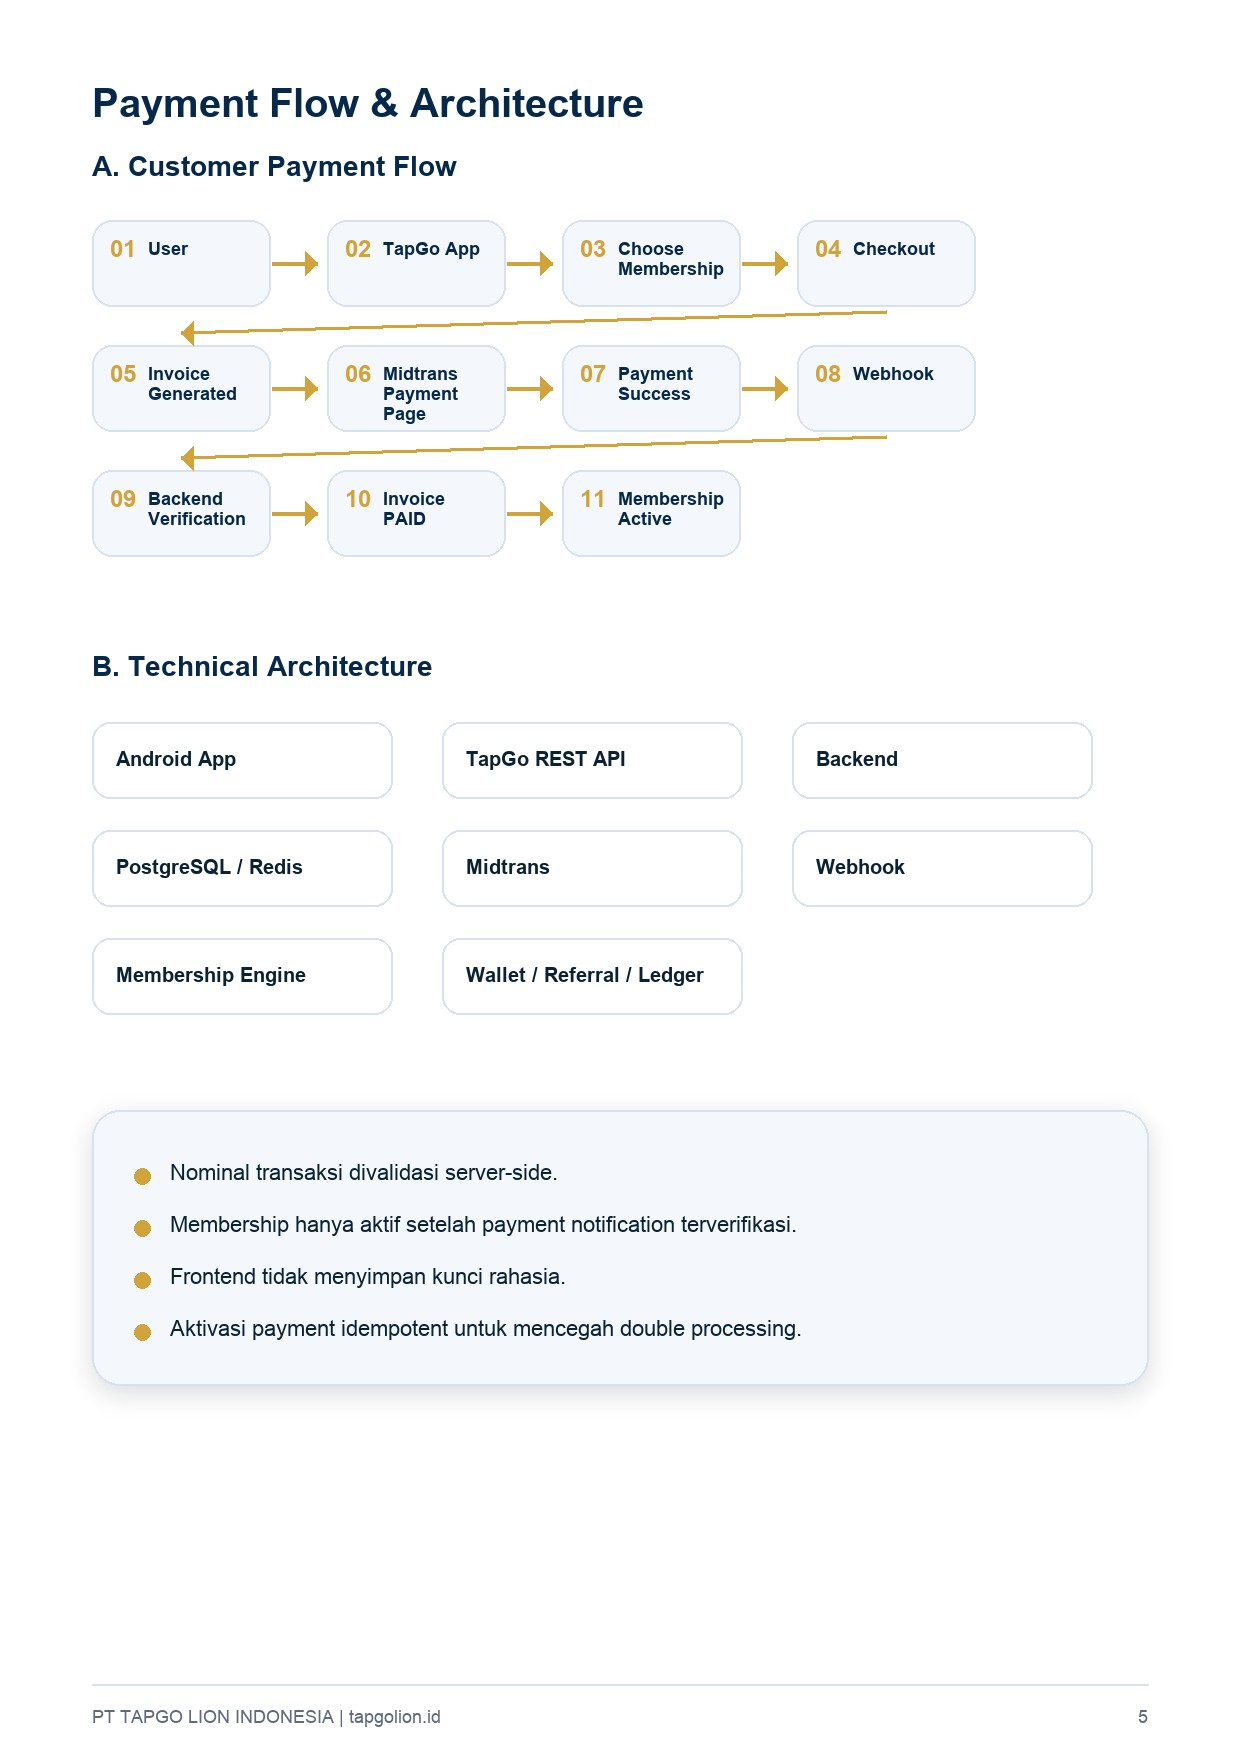 Payment Flow & Architecture
A. Customer Payment Flow
01 User
02 TapGo App
03 Choose
Membership
04 Checkout
05 Invoice
Generated
06 Midtrans
Payment
Page
07 Payment
Success
08 Webhook
09 Backend
Verification
10 Invoice
PAID
11 Membership
Active
B. Technical Architecture
Android App
TapGo REST API
Backend
PostgreSQL / Redis
Midtrans
Webhook
Membership Engine
Wallet / Referral / Ledger
Nominal transaksi divalidasi server-side.
Membership hanya aktif setelah payment notification terverifikasi.
Frontend tidak menyimpan kunci rahasia.
Aktivasi payment idempotent untuk mencegah double processing.
PT TAPGO LION INDONESIA | tapgolion.id
5